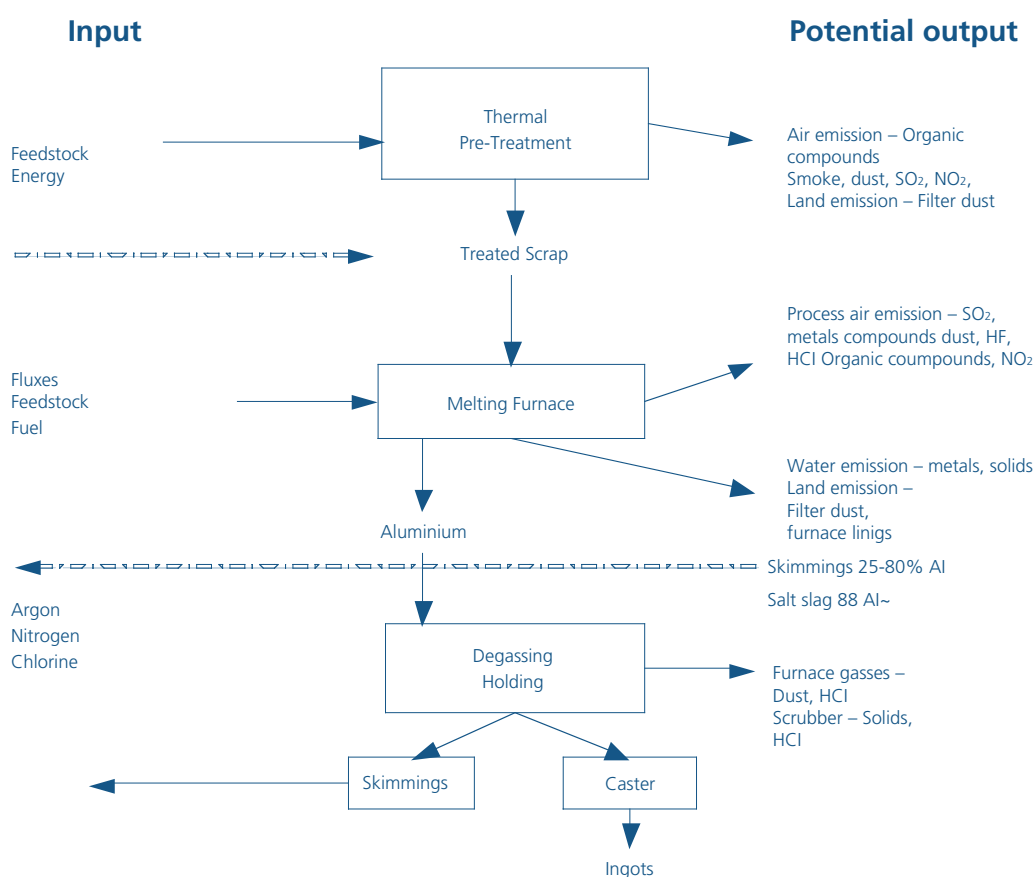 Input
Potential output
Thermal
Pre-Treatment
Feedstock
Energy
Air emission – Organic
compounds
Smoke, dust, SO₂, NO₂,
Land emission – Filter dust
Treated Scrap
Process air emission – SO₂,
metals compounds dust, HF,
HCI Organic coumpounds, NO₂
Fluxes
Feedstock
Fuel
Melting Furnace
Water emission – metals, solids
Land emission –
Filter dust,
furnace linigs
Aluminium
Skimmings 25-80% AI
Salt slag 88 AI~
Argon
Nitrogen
Chlorine
Degassing
Holding
Furnace gasses –
Dust, HCI
Scrubber – Solids,
HCI
Skimmings
Caster
Ingots